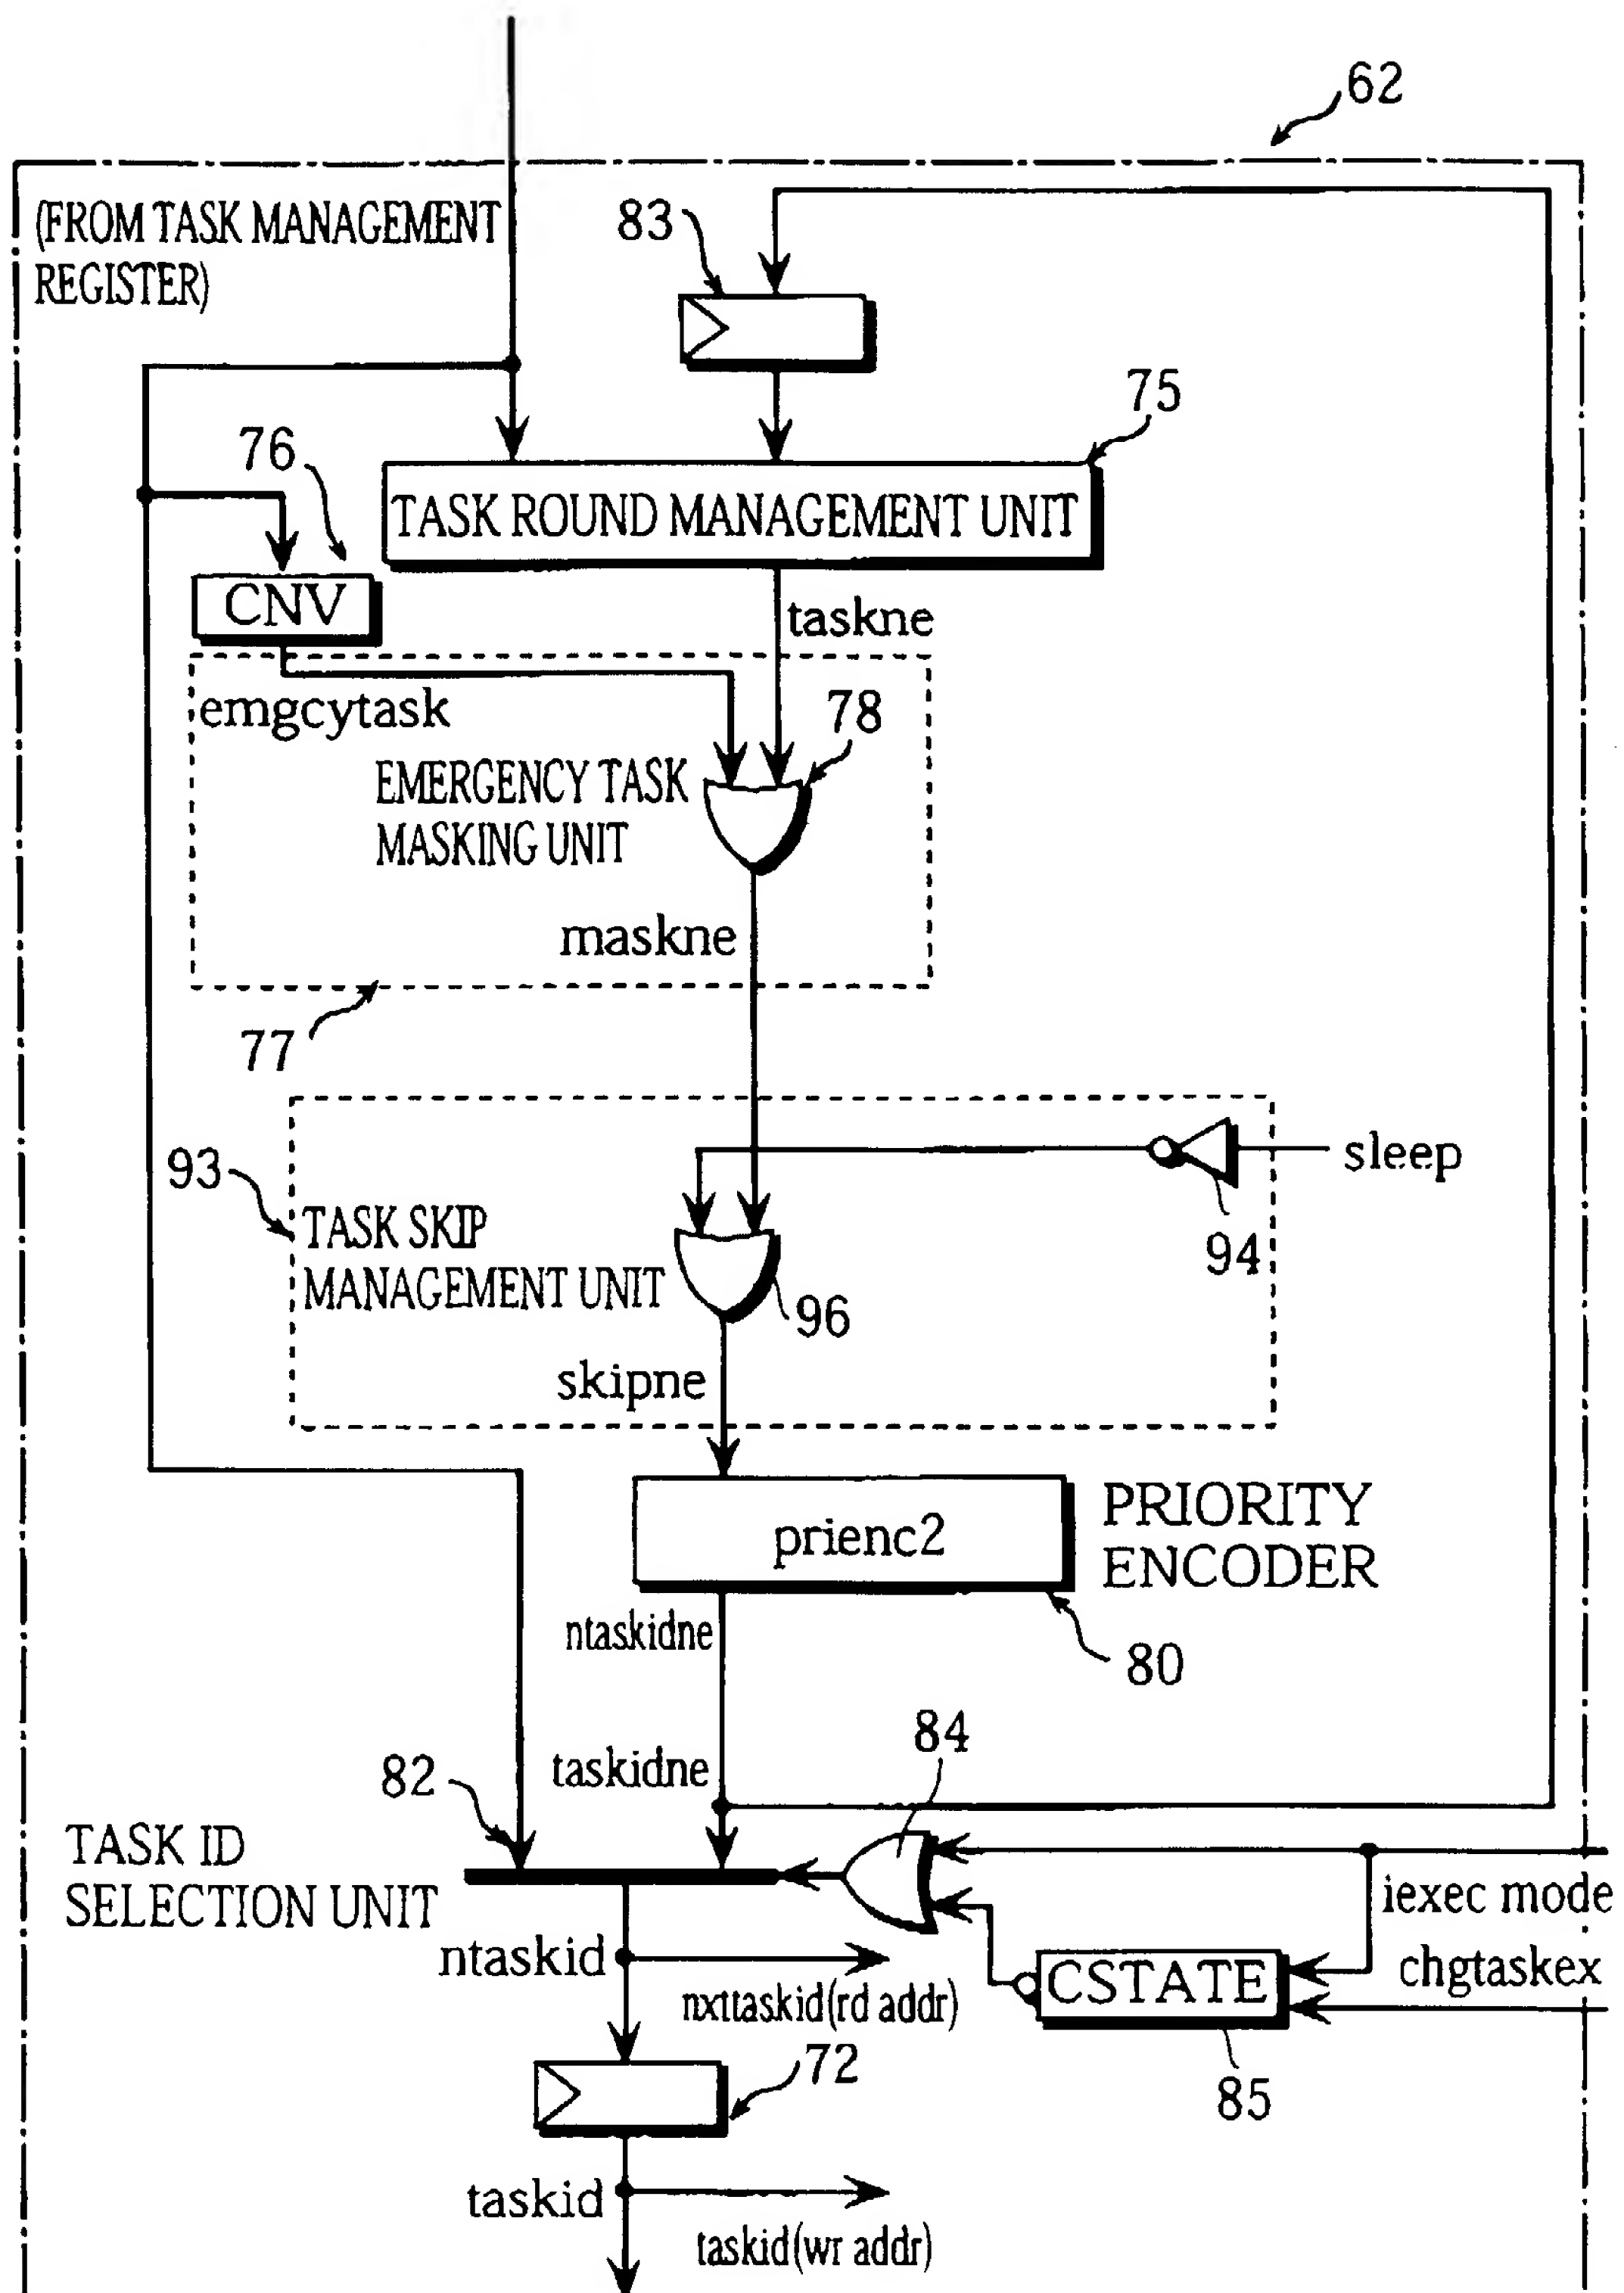 62
(FROM TASK MANAGEMENT
REGISTER)
83
75
76
TASK ROUND MANAGEMENT UNIT
CNV
taskne
emgcytask
78
EMERGENCY TASK
MASKING UNIT
maskne
77
93
sleep
94
TASK SKIP
MANAGEMENT UNIT
96
skipne
prienc2
PRIORITY
ENCODER
ntaskidne
80
84
82
taskidne
TASK ID
SELECTION UNIT
iexec mode
ntaskid
CSTATE
chgtaskex
nxttaskid(rd addr)
72
85
taskid
taskid(wr addr)